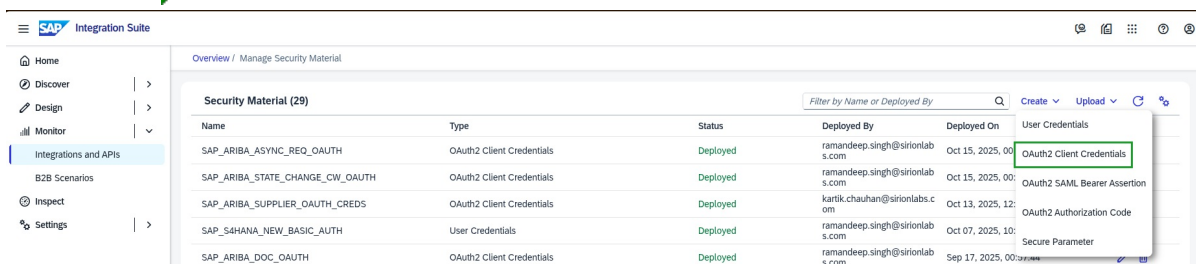 SAP Integration Suite
Home
Discover
Design
Monitor
Integrations and APIs
B2B Scenarios
Inspect
Settings
Overview / Manage Security Material
Security Material (29)
Filter by Name or Deployed By
Create
Upload
Name Type Status Deployed By Deployed On
SAP_ARIBA_ASYNC_REQ_OAUTH OAuth2 Client Credentials Deployed ramandeep.singh@sirionlab
s.com Oct 15, 2025, 00
SAP_ARIBA_STATE_CHANGE_CW_OAUTH OAuth2 Client Credentials Deployed ramandeep.singh@sirionlab
s.com Oct 15, 2025, 00:
SAP_ARIBA_SUPPLIER_OAUTH_CREDS OAuth2 Client Credentials Deployed kartik.chauhan@sirionlabs.c
om Oct 13, 2025, 12:
SAP_S4HANA_NEW_BASIC_AUTH User Credentials Deployed ramandeep.singh@sirionlab
s.com Oct 07, 2025, 10:
SAP_ARIBA_DOC_OAUTH OAuth2 Client Credentials Deployed ramandeep.singh@sirionlab
s.com Sep 17, 2025, 00:57:44
User Credentials
OAuth2 Client Credentials
OAuth2 SAML Bearer Assertion
OAuth2 Authorization Code
Secure Parameter